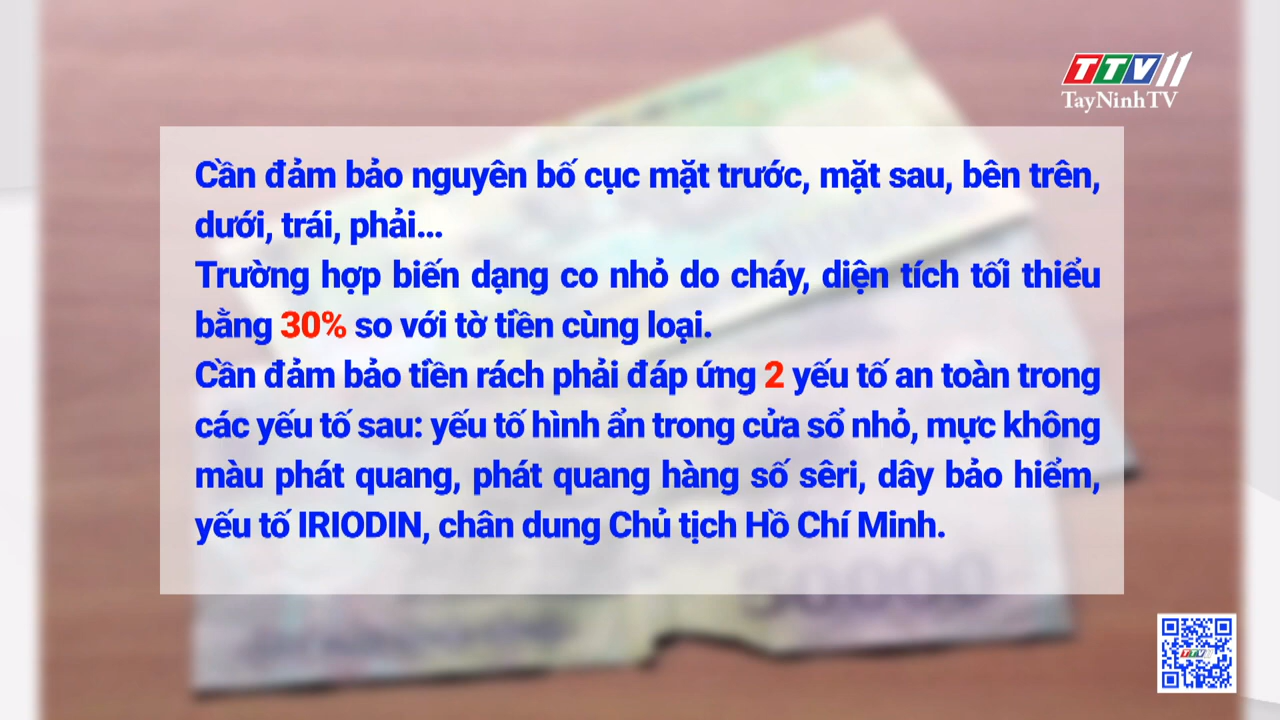 TTV11
TayNinhTV
Cần đảm bảo nguyên bố cục mặt trước, mặt sau, bên trên,
dưới, trái, phải...
Trường hợp biến dạng co nhỏ do cháy, diện tích tối thiểu
bằng 30% so với tờ tiền cùng loại.
Cần đảm bảo tiền rách phải đáp ứng 2 yếu tố an toàn trong
các yếu tố sau: yếu tố hình ẩn trong cửa sổ nhỏ, mực không
màu phát quang, phát quang hàng số sêri, dây bảo hiểm,
yếu tố IRIODIN, chân dung Chủ tịch Hồ Chí Minh.
50000
TTV11